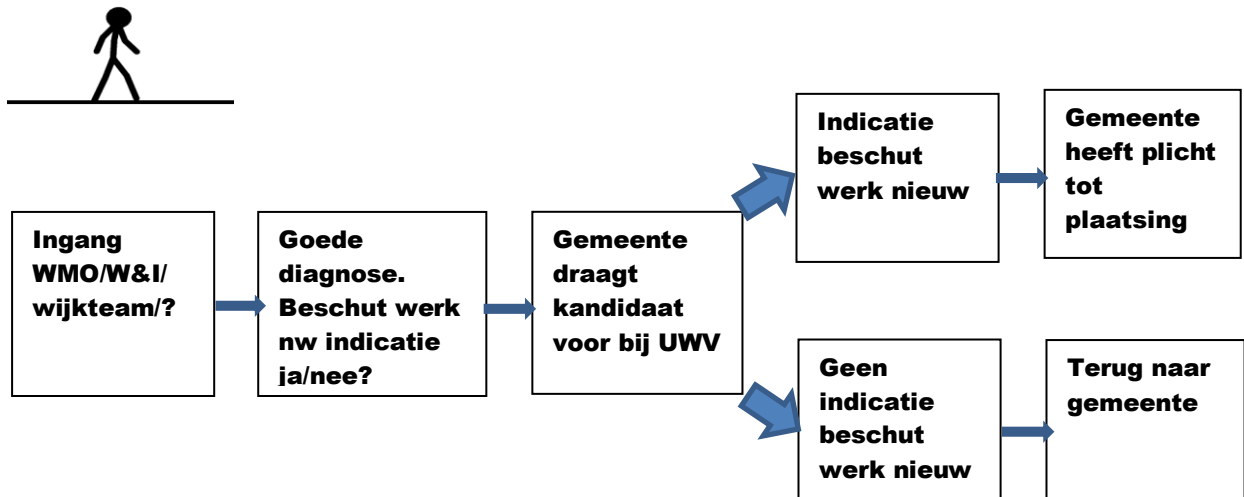 Ingang
WMO/W&I/
wijkteam/?
Goede
diagnose.
Beschut werk
nw indicatie
ja/nee?
Gemeente
draagt
kandidaat
voor bij UWV
Indicatie
beschut
werk nieuw
Gemeente
heeft plicht
tot
plaatsing
Geen
indicatie
beschut
werk nieuw
Terug naar
gemeente